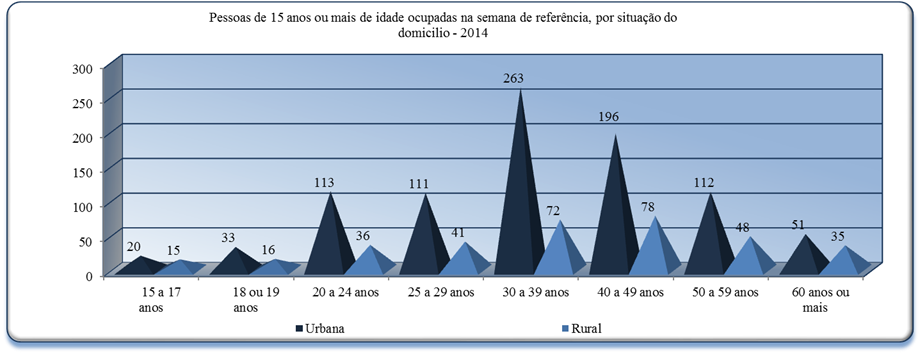 Pessoas de 15 anos ou mais de idade ocupadas na semana de referência, por situação do
domicilio - 2014
300
250
200
150
100
50
0
20
15
33
16
113
36
111
41
263
72
196
78
112
48
51
35
15 a 17
anos
18 ou 19
anos
20 a 24 anos
25 a 29 anos
30 a 39 anos
40 a 49 anos
50 a 59 anos
60 anos ou
mais
Urbana
Rural